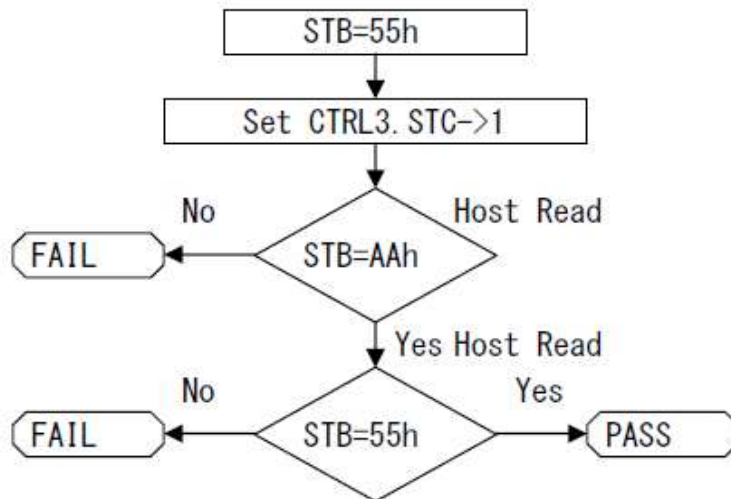 STB=55h
Set CTRL3.STC->1
No
Host Read
FAIL
STB=AAh
Yes Host Read
No
Yes
FAIL
STB=55h
PASS